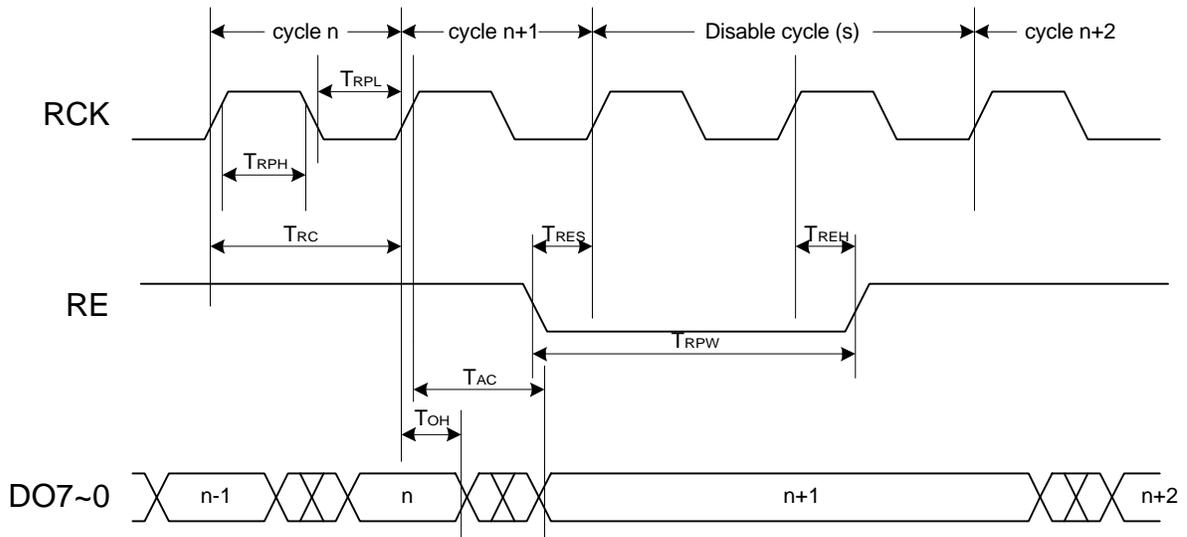 cycle n
cycle n+1
Disable cycle (s)
cycle n+2
TRPL
RCK
TRPH
TRC
TRES
TREH
RE
TRPW
TAC
TOH
DO7~0
n-1
n
n+1
n+2